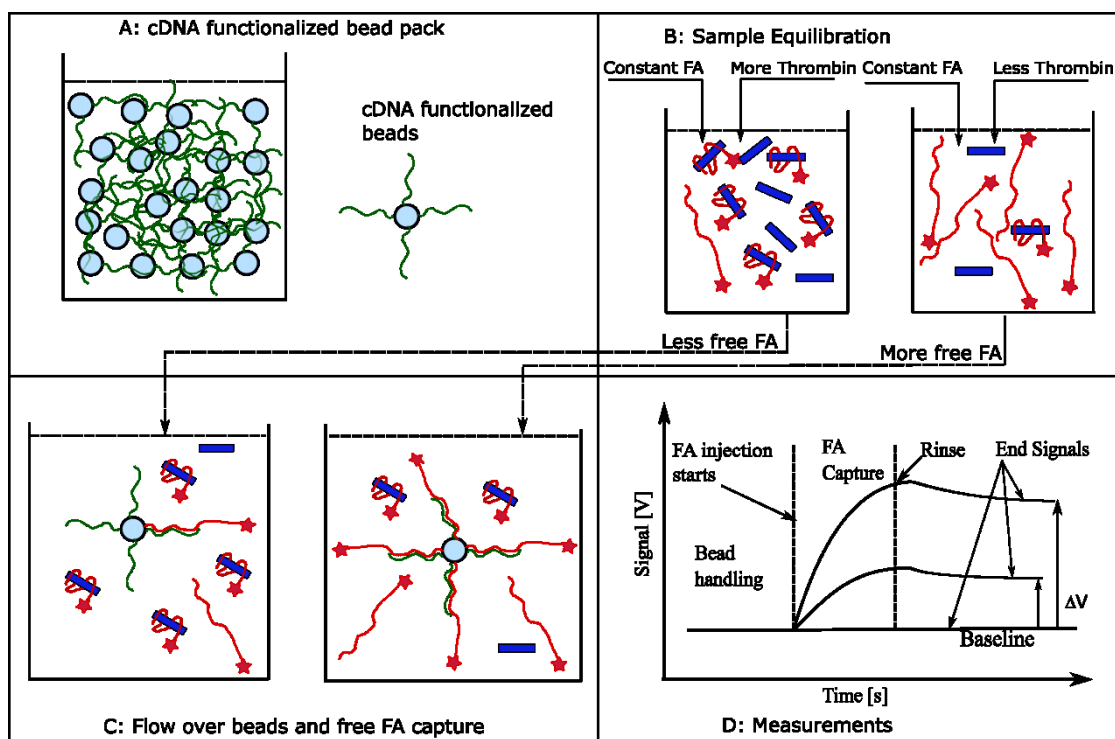 A: cDNA functionalized bead pack
cDNA functionalized
beads
B: Sample Equilibration
Constant FA
More Thrombin
Constant FA
Less Thrombin
Less free FA
More free FA
C: Flow over beads and free FA capture
Signal [V]
FA injection
starts
FA
Capture
Rinse
End Signals
Bead
handling
ΔV
Baseline
Time [s]
D: Measurements